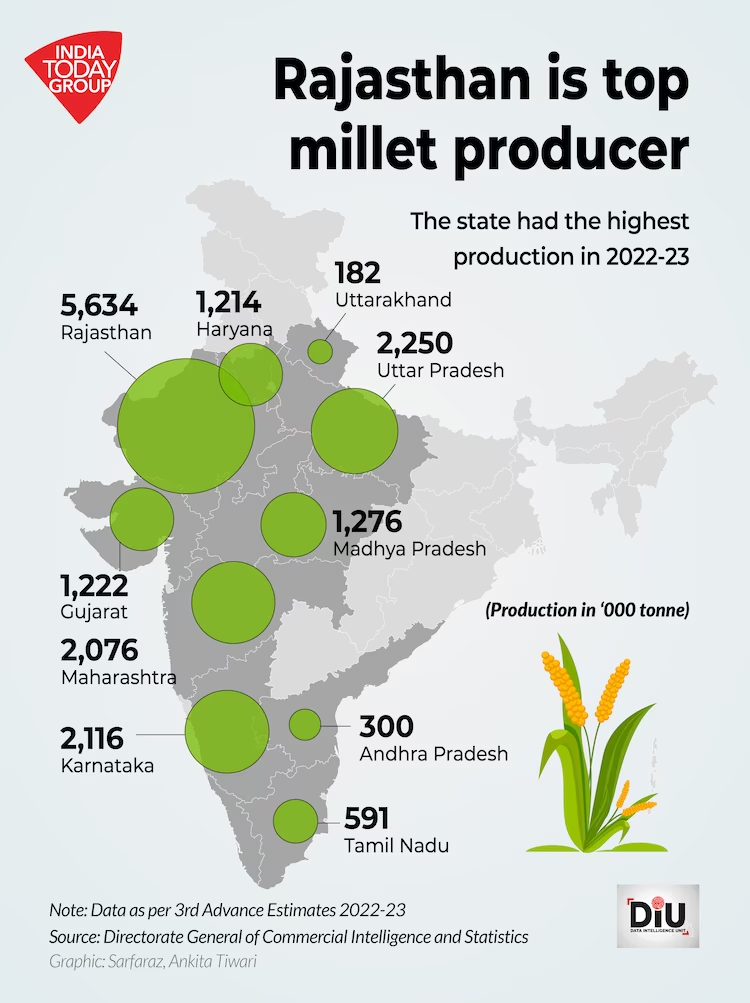 INDIA
TODAY
GROUP
Rajasthan is top
millet producer
The state had the highest
production in 2022-23
182
Uttarakhand
5,634
Rajasthan
1,214
Haryana
2,250
Uttar Pradesh
1,276
Madhya Pradesh
1,222
Gujarat
(Production in ‘000 tonne)
2,076
Maharashtra
2,116
Karnataka
300
Andhra Pradesh
591
Tamil Nadu
Note: Data as per 3rd Advance Estimates 2022-23
Source: Directorate General of Commercial Intelligence and Statistics
Graphic: Sarfaraz, Ankita Tiwari
DiU
DATA INTELLIGENCE UNIT